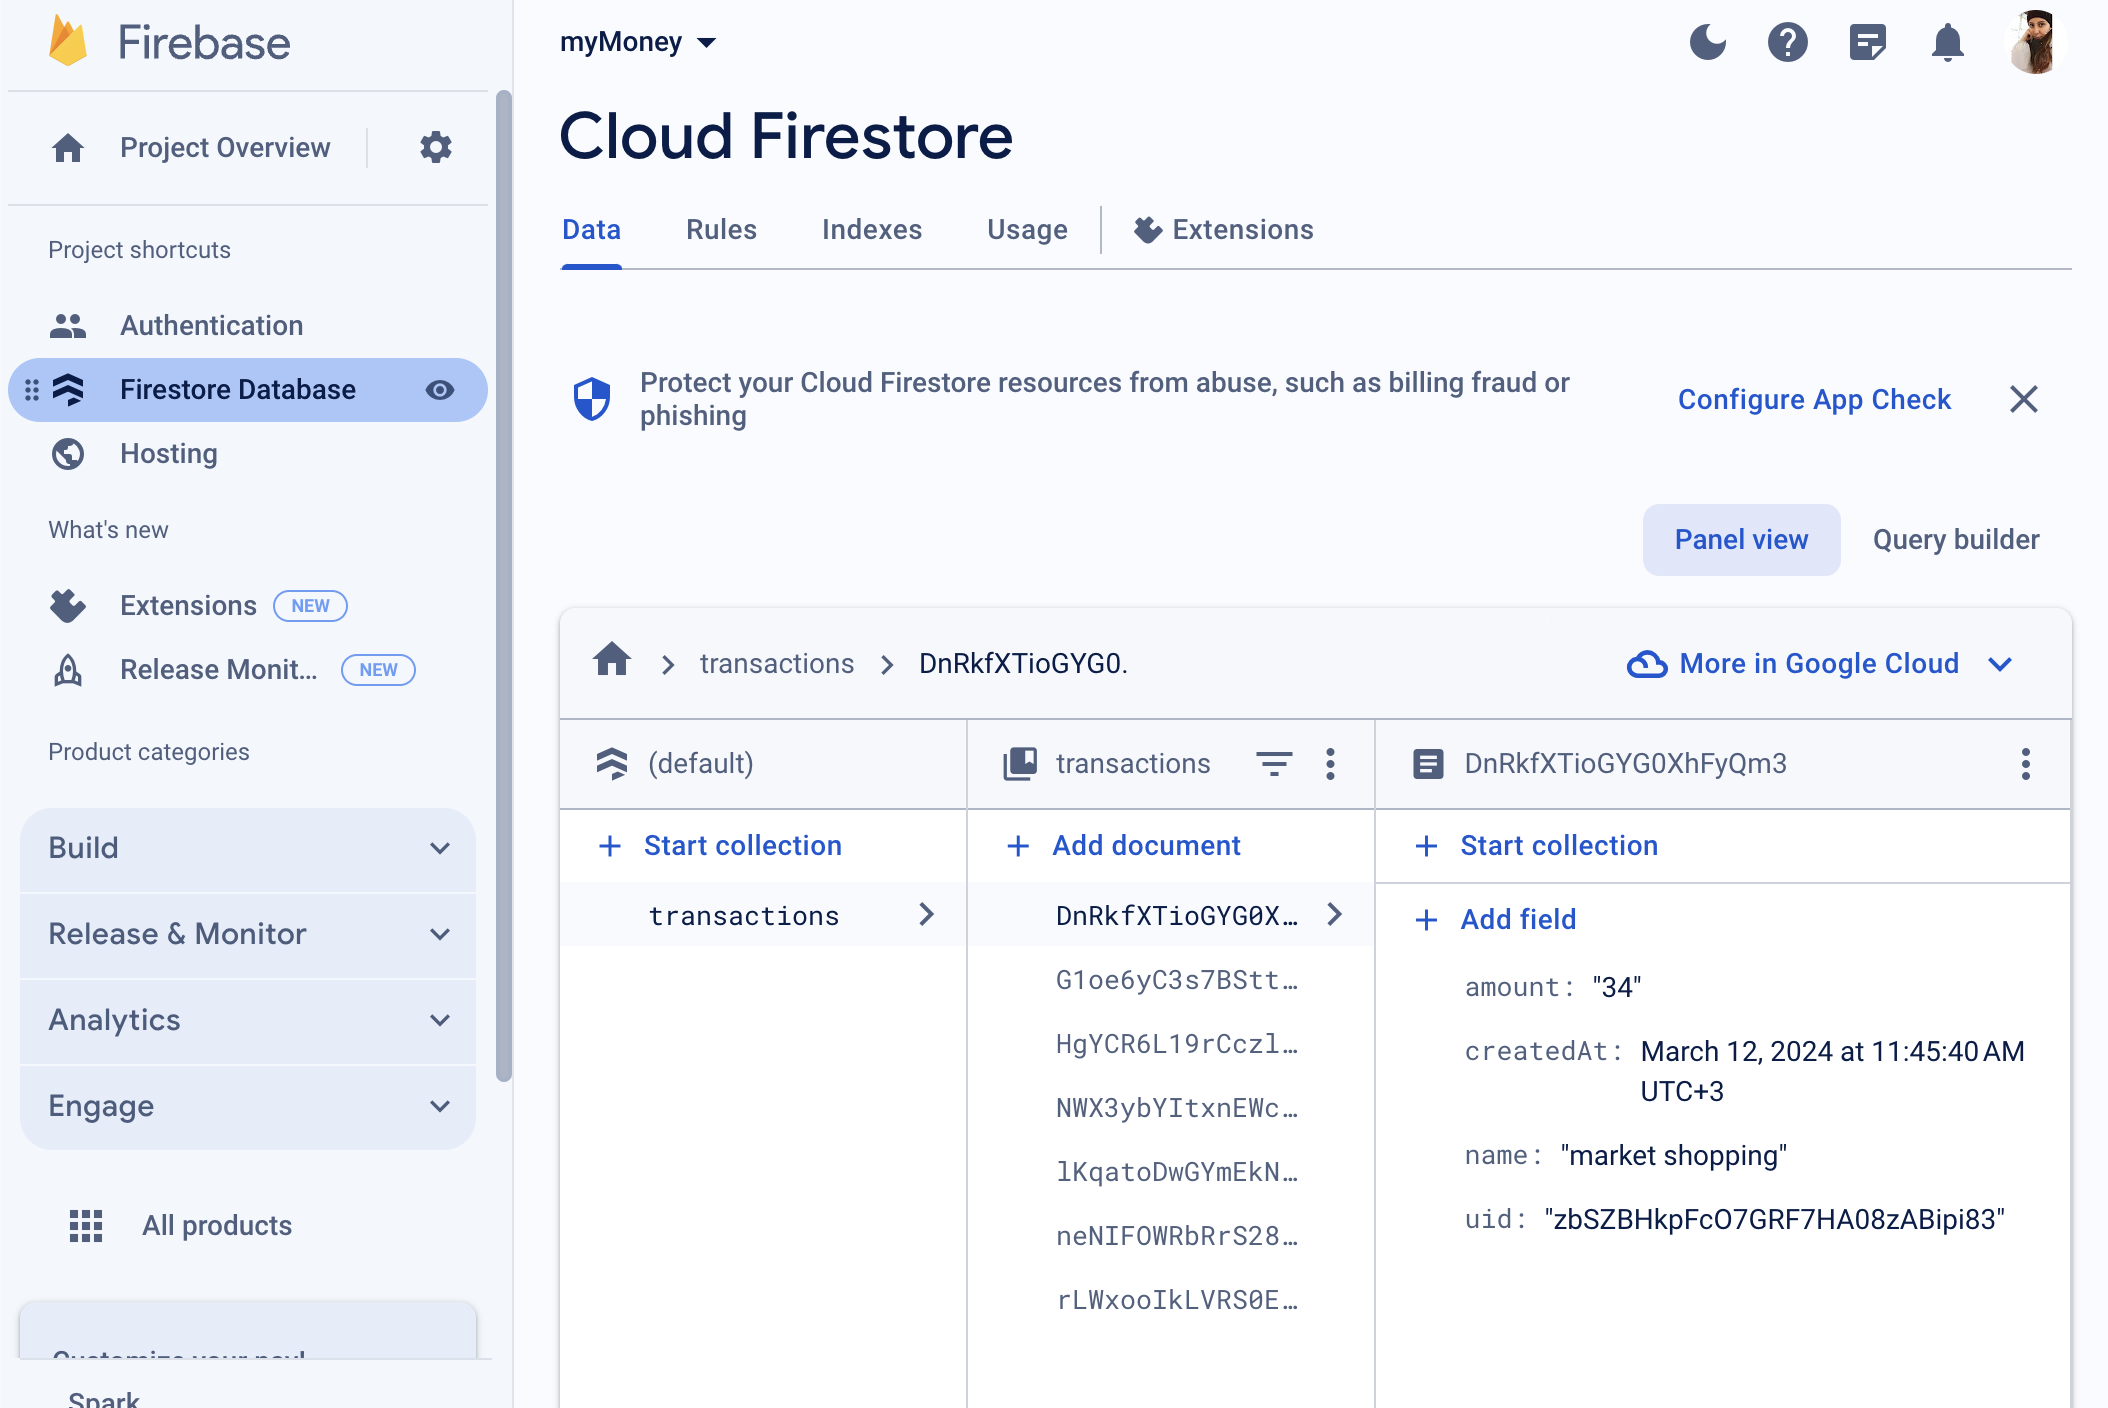 Firebase
Project Overview
Project shortcuts
Authentication
Firestore Database
Hosting
What's new
Extensions NEW
Release Monit... NEW
Product categories
Build
Release & Monitor
Analytics
Engage
All products
Customize your nav!
Spark
myMoney
Cloud Firestore
Data Rules Indexes Usage Extensions
Protect your Cloud Firestore resources from abuse, such as billing fraud or
phishing
Configure App Check
Panel view Query builder
transactions DnRkfXTioGYG0.
More in Google Cloud
(default)
Start collection
transactions
transactions
Add document
DnRkfXTioGYG0X…
G1oe6yC3s7BStt…
HgYCR6L19rCczl…
NWX3ybYItxnEWc…
lKqatoDwGYmEkN…
neNIFOWRbRrS28…
rLWxooIkLVRS0E…
DnRkfXTioGYG0XhFyQm3
Start collection
Add field
amount: "34"
createdAt: March 12, 2024 at 11:45:40 AM
UTC+3
name: "market shopping"
uid: "zbSZBHkpFcO7GRF7HA08zABipi83"